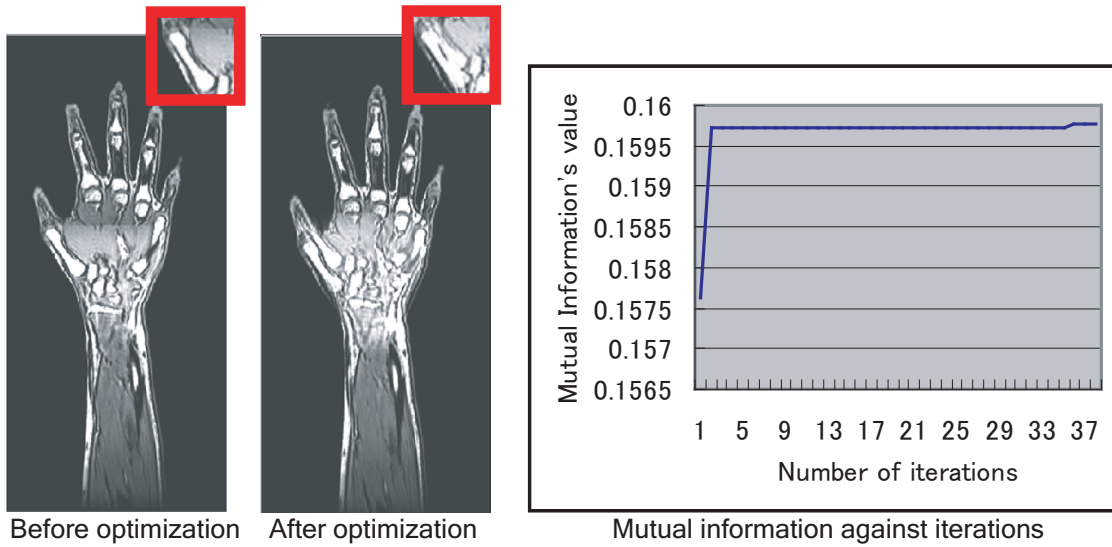 Before optimization
After optimization
Mutual Information's value
0.16
0.1595
0.159
0.1585
0.158
0.1575
0.157
0.1565
1 5 9 13 17 21 25 29 33 37
Number of iterations
Mutual information against iterations